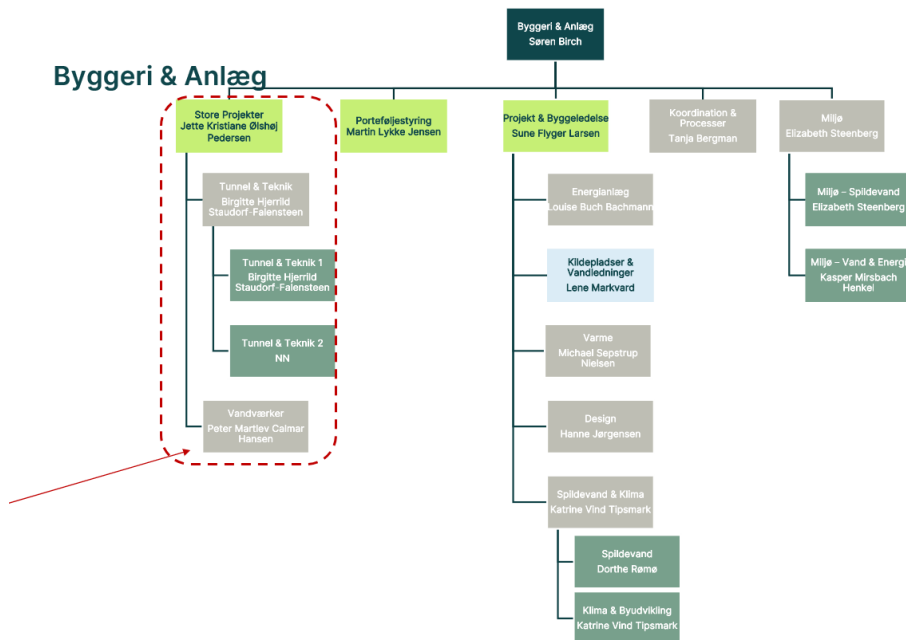 Byggeri & Anlæg
Søren Birch
Byggeri & Anlæg
Store Projekter
Jette Kristiane Ølshøj
Pedersen
Porteføljestyring
Martin Lykke Jensen
Projekt & Byggeledelse
Sune Flyger Larsen
Koordination &
Processer
Tanja Bergman
Miljø
Elizabeth Steenberg
Tunnel & Teknik
Birgitte Hjerrild
Staudorf-Falensteen
Tunnel & Teknik 1
Birgitte Hjerrild
Staudorf-Falensteen
Tunnel & Teknik 2
NN
Vandværker
Peter Martlev Calmar
Hansen
Energianlæg
Louise Buch Bachmann
Kildepladser &
Vandledninger
Lene Markvard
Varme
Michael Sepstrup
Nielsen
Design
Hanne Jørgensen
Spildevand & Klima
Katrine Vind Tipsmark
Spildevand
Dorthe Rømø
Klima & Byudvikling
Katrine Vind Tipsmark
Miljø – Spildevand
Elizabeth Steenberg
Miljø – Vand & Energi
Kasper Mirsbach
Henkel